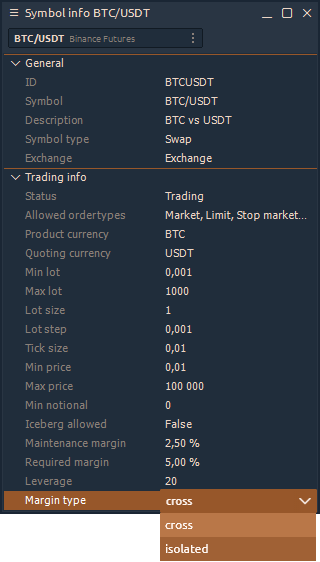 Symbol info BTC/USDT
BTC/USDT Binance Futures
General
ID BTCUSDT
Symbol BTC/USDT
Description BTC vs USDT
Symbol type Swap
Exchange Exchange
Trading info
Status Trading
Allowed ordertypes Market, Limit, Stop market...
Product currency BTC
Quoting currency USDT
Min lot 0,001
Max lot 1000
Lot size 1
Lot step 0,001
Tick size 0,01
Min price 0,01
Max price 100 000
Min notional 0
Iceberg allowed False
Maintenance margin 2,50 %
Required margin 5,00 %
Leverage 20
Margin type cross
cross
isolated